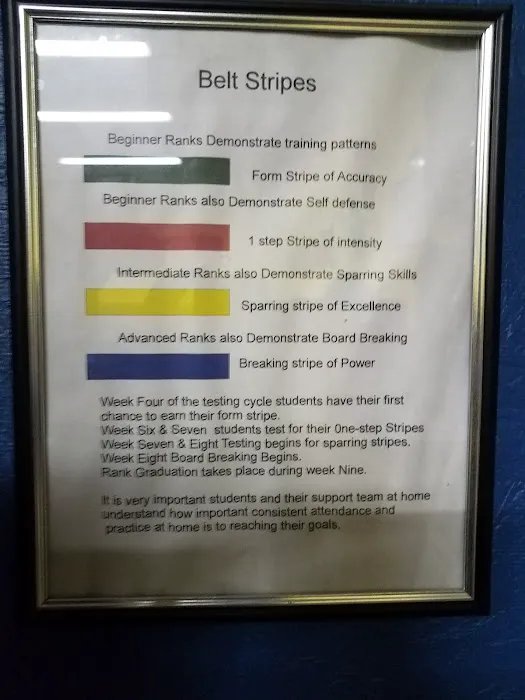 Belt Stripes
Beginner Ranks Demonstrate training patterns
Form Stripe of Accuracy
Beginner Ranks also Demonstrate Self defense
1 step Stripe of intensity
Intermediate Ranks also Demonstrate Sparring Skills
Sparring stripe of Excellence
Advanced Ranks also Demonstrate Board Breaking
Breaking stripe of Power
Week Four of the testing cycle students have their first
chance to earn their form stripe.
Week Six & Seven students test for their 0ne-step Stripes
Week Seven & Eight Testing begins for sparring stripes.
Week Eight Board Breaking Begins.
Rank Graduation takes place during week Nine.
It is very important students and their support team at home
understand how important consistent attendance and
practice at home is to reaching their goals.